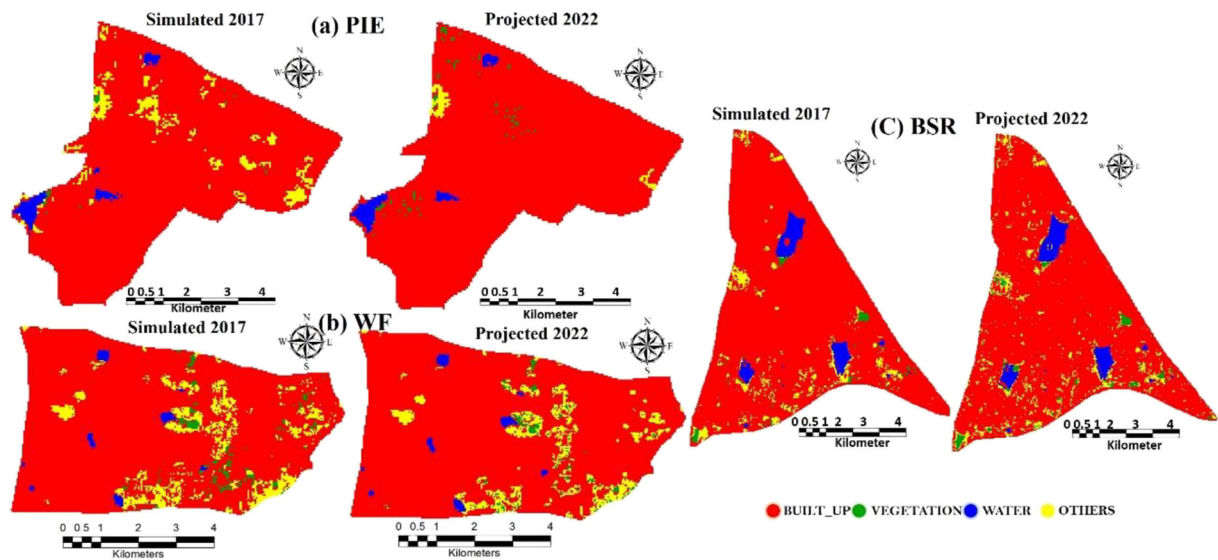 Simulated 2017
(a) PIE
Projected 2022
N
W E
S
N
W E
S
0 0.5 1 2 3 4
Kilometer
0 0.5 1 2 3 4
Kilometer
Simulated 2017
(b) WF
Projected 2022
N
W
S
N
W E
S
0 0.5 1 2 3 4
Kilometers
0 0.5 1 2 3 4
Kilometers
Simulated 2017
(C) BSR
Projected 2022
N
W
S
N
W E
S
0 0.5 1 2 3 4
Kilometer
0 0.5 1 2 3 4
Kilometer
BUILT_UP VEGETATION WATER OTHERS